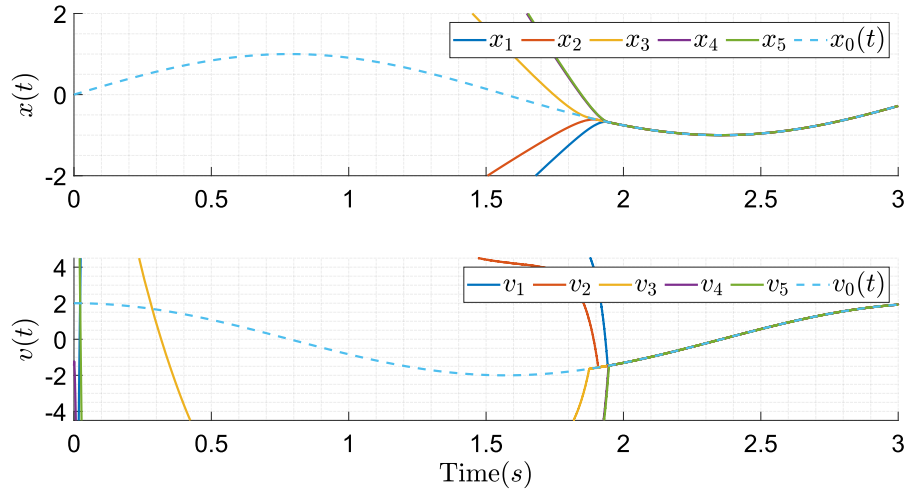 2
x_1 x_2 x_3 x_4 x_5 x_0(t)
x(t)
0
-2
0 0.5 1 1.5 2 2.5 3
4
v_1 v_2 v_3 v_4 v_5 v_0(t)
2
v(t)
0
-2
-4
0 0.5 1 1.5 2 2.5 3
Time(s)